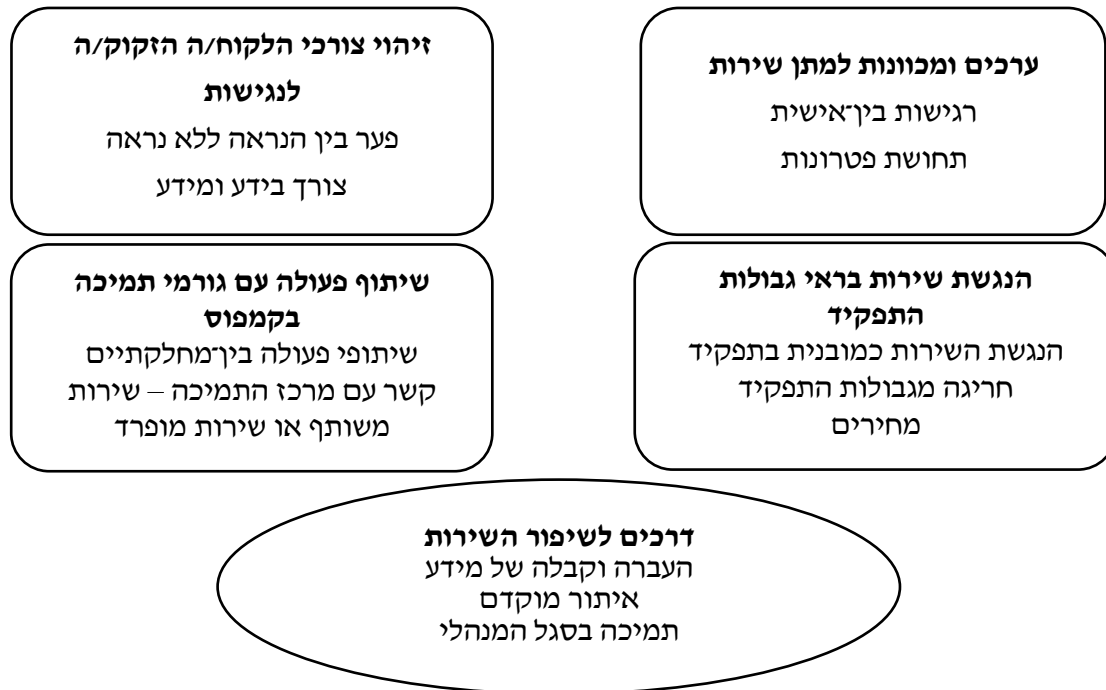 ערכים ומכוונות למתן שירות
רגישות בין־אישית
תחושת פטרונות
זיהוי צורכי הלקוח/ה הזקוק/ה
לנגישות
פער בין הנראה ללא נראה
צורך בידע ומידע
הנגשת שירות בראי גבולות
התפקיד
הנגשת השירות כמובנית בתפקיד
חריגה מגבולות התפקיד
מחירים
שיתוף פעולה עם גורמי תמיכה
בקמפוס
שיתופי פעולה בין־מחלקתיים
קשר עם מרכז התמיכה – שירות
משותף או שירות מופרד
דרכים לשיפור השירות
העברה וקבלה של מידע
איתור מוקדם
תמיכה בסגל המנהלי